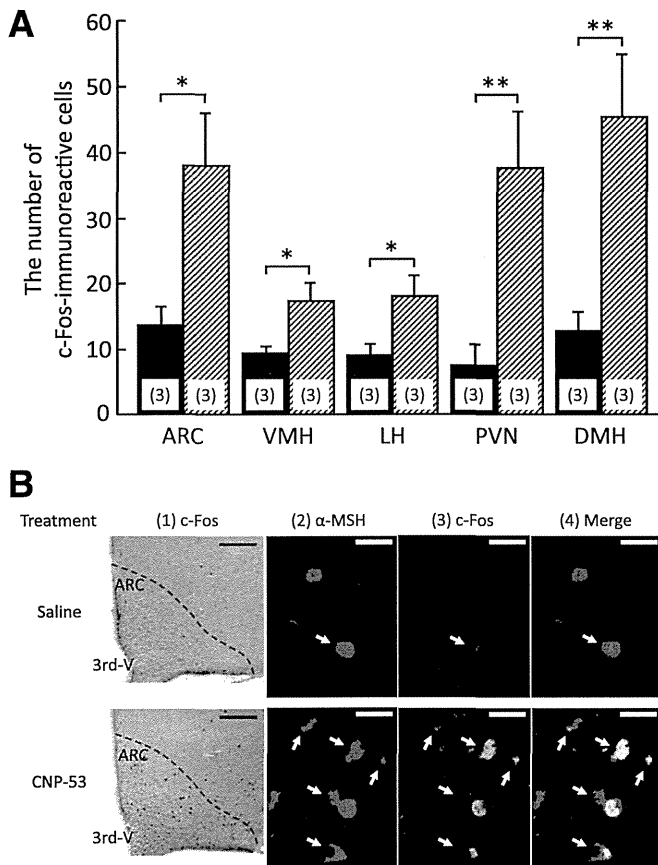 A
The number of
c-Fos-immunoreactive cells
60
50
40
30
20
10
0
*
*
*
**
**
(3) (3) (3) (3) (3) (3) (3) (3) (3) (3)
ARC VMH LH PVN DMH
B
Treatment (1) c-Fos (2) α-MSH (3) c-Fos (4) Merge
Saline
ARC
3rd-V
CNP-53
ARC
3rd-V